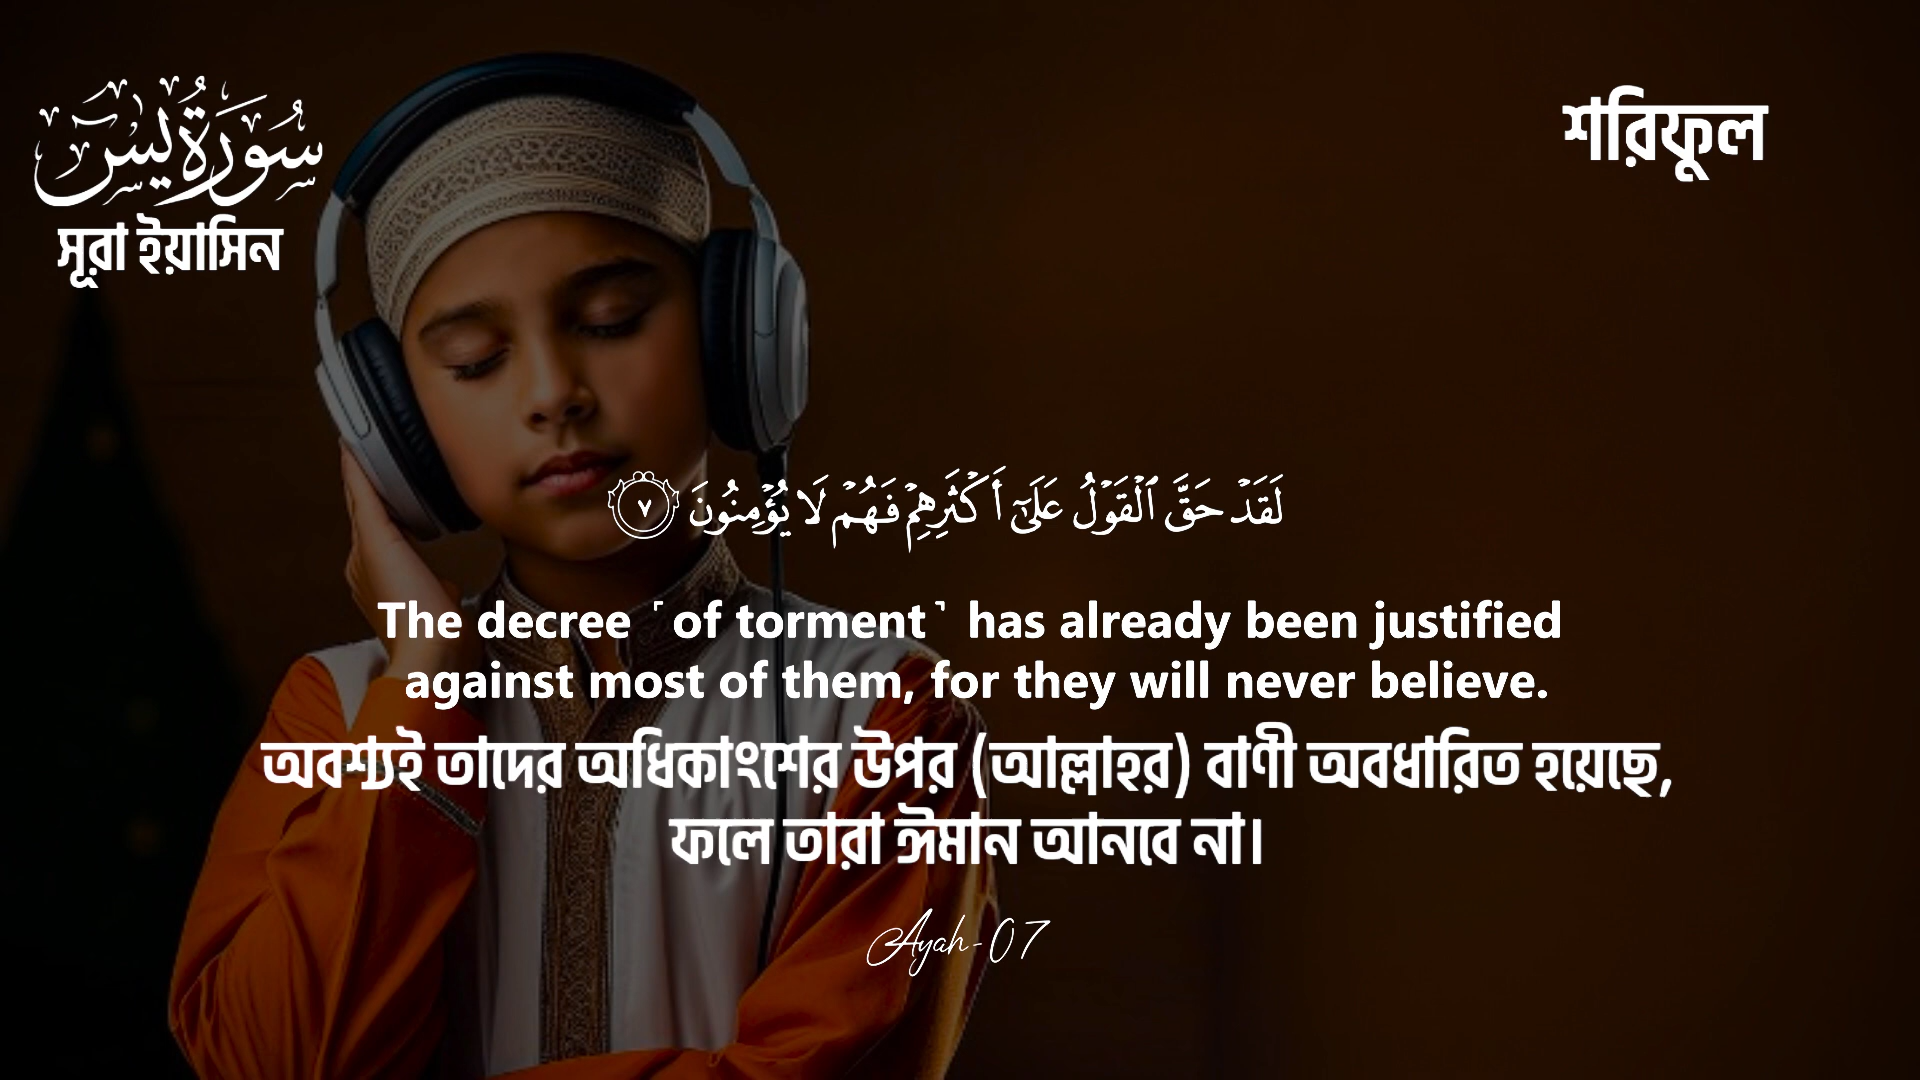 سُورَةُ يس
সূরা ইয়াসিন
শরিফুল
لَقَدْ حَقَّ ٱلْقَوْلُ عَلَىٰٓ أَكْثَرِهِمْ فَهُمْ لَا يُؤْمِنُونَ ٧
The decree ˹of torment˺ has already been justified
against most of them, for they will never believe.
অবশ্যই তাদের অধিকাংশের উপর (আল্লাহর) বাণী অবধারিত হয়েছে,
ফলে তারা ঈমান আনবে না।
Ayah-07